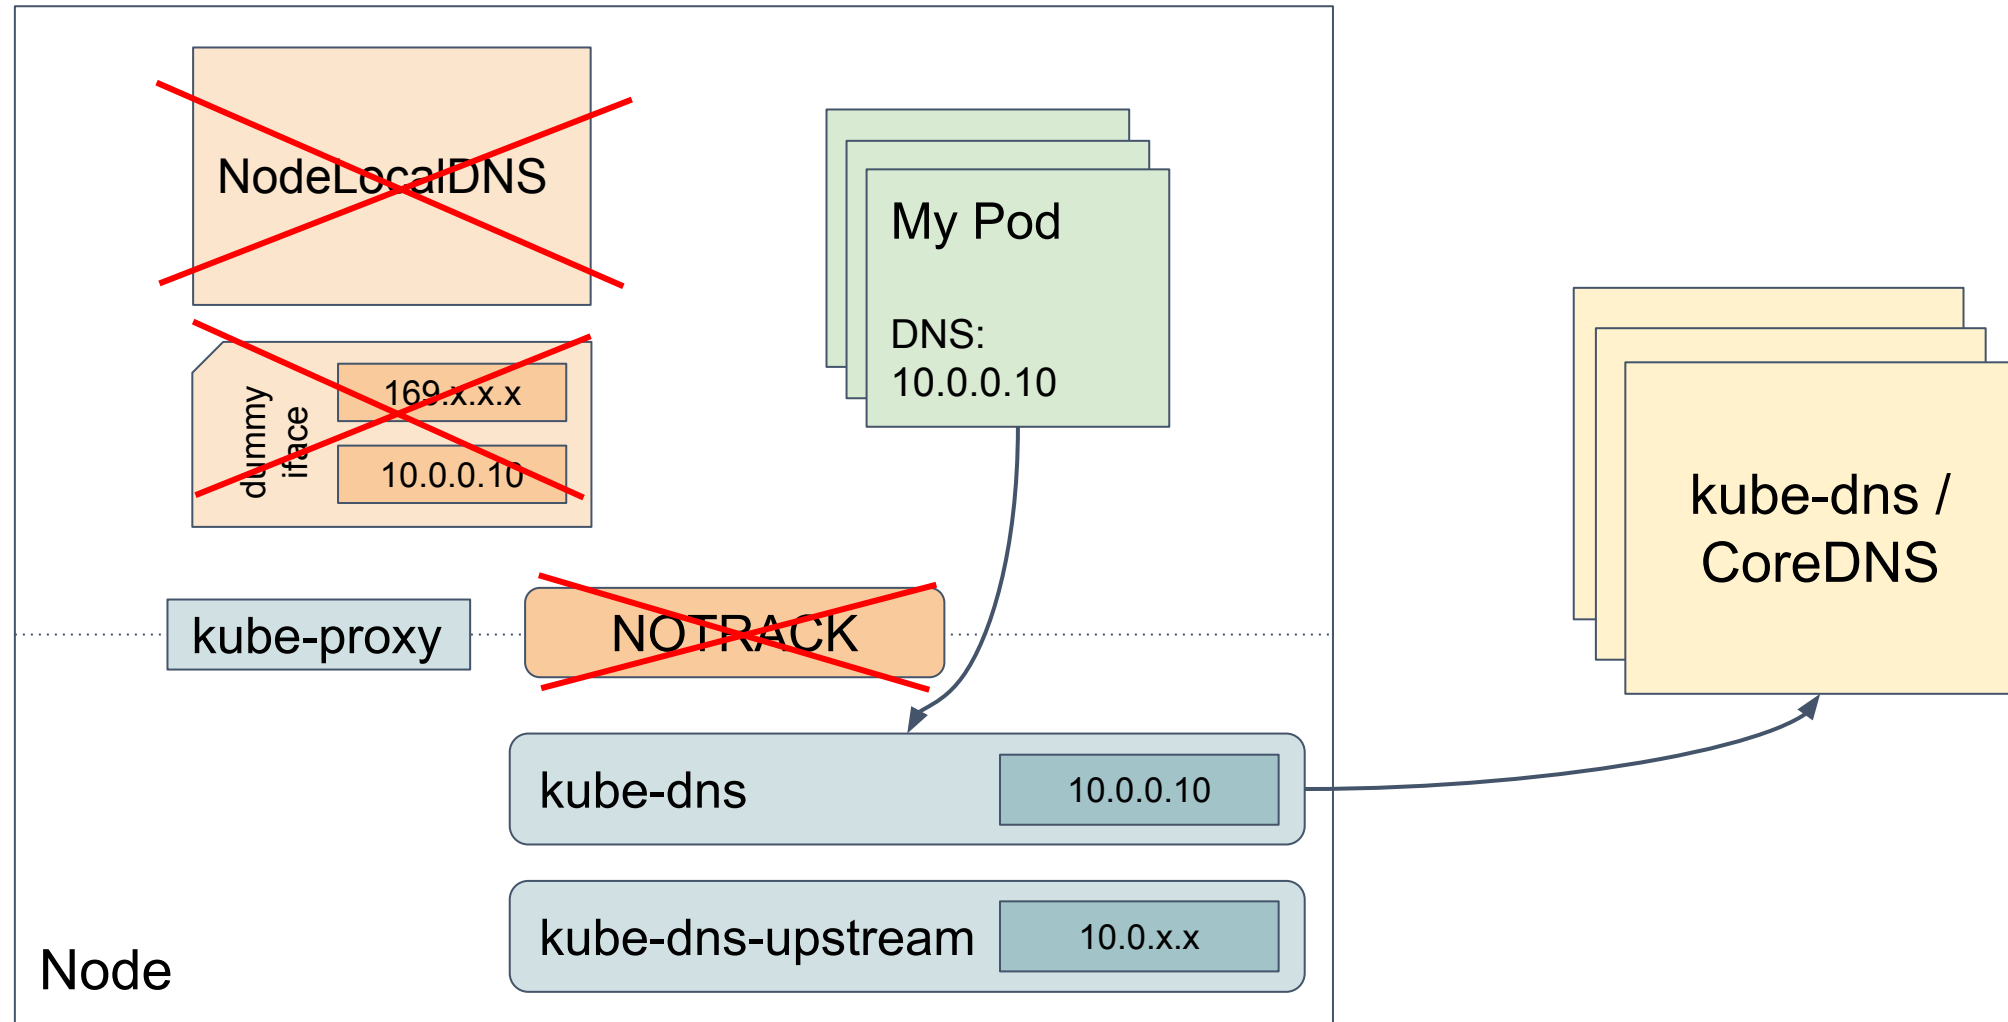 NodeLocalDNS
dummy
iface
169.x.x.x
10.0.0.10
My Pod
DNS:
10.0.0.10
kube-dns /
CoreDNS
kube-proxy
NOTRACK
kube-dns
10.0.0.10
kube-dns-upstream
10.0.x.x
Node